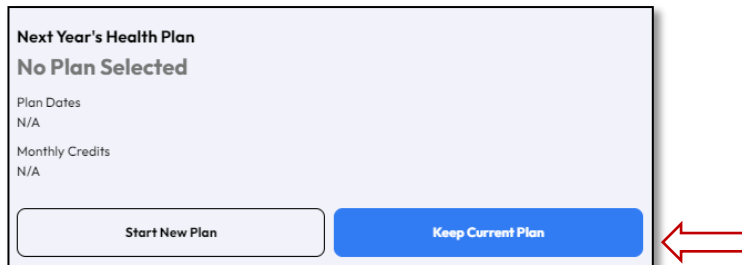 Next Year's Health Plan
No Plan Selected
Plan Dates
N/A
Monthly Credits
N/A
Start New Plan
Keep Current Plan